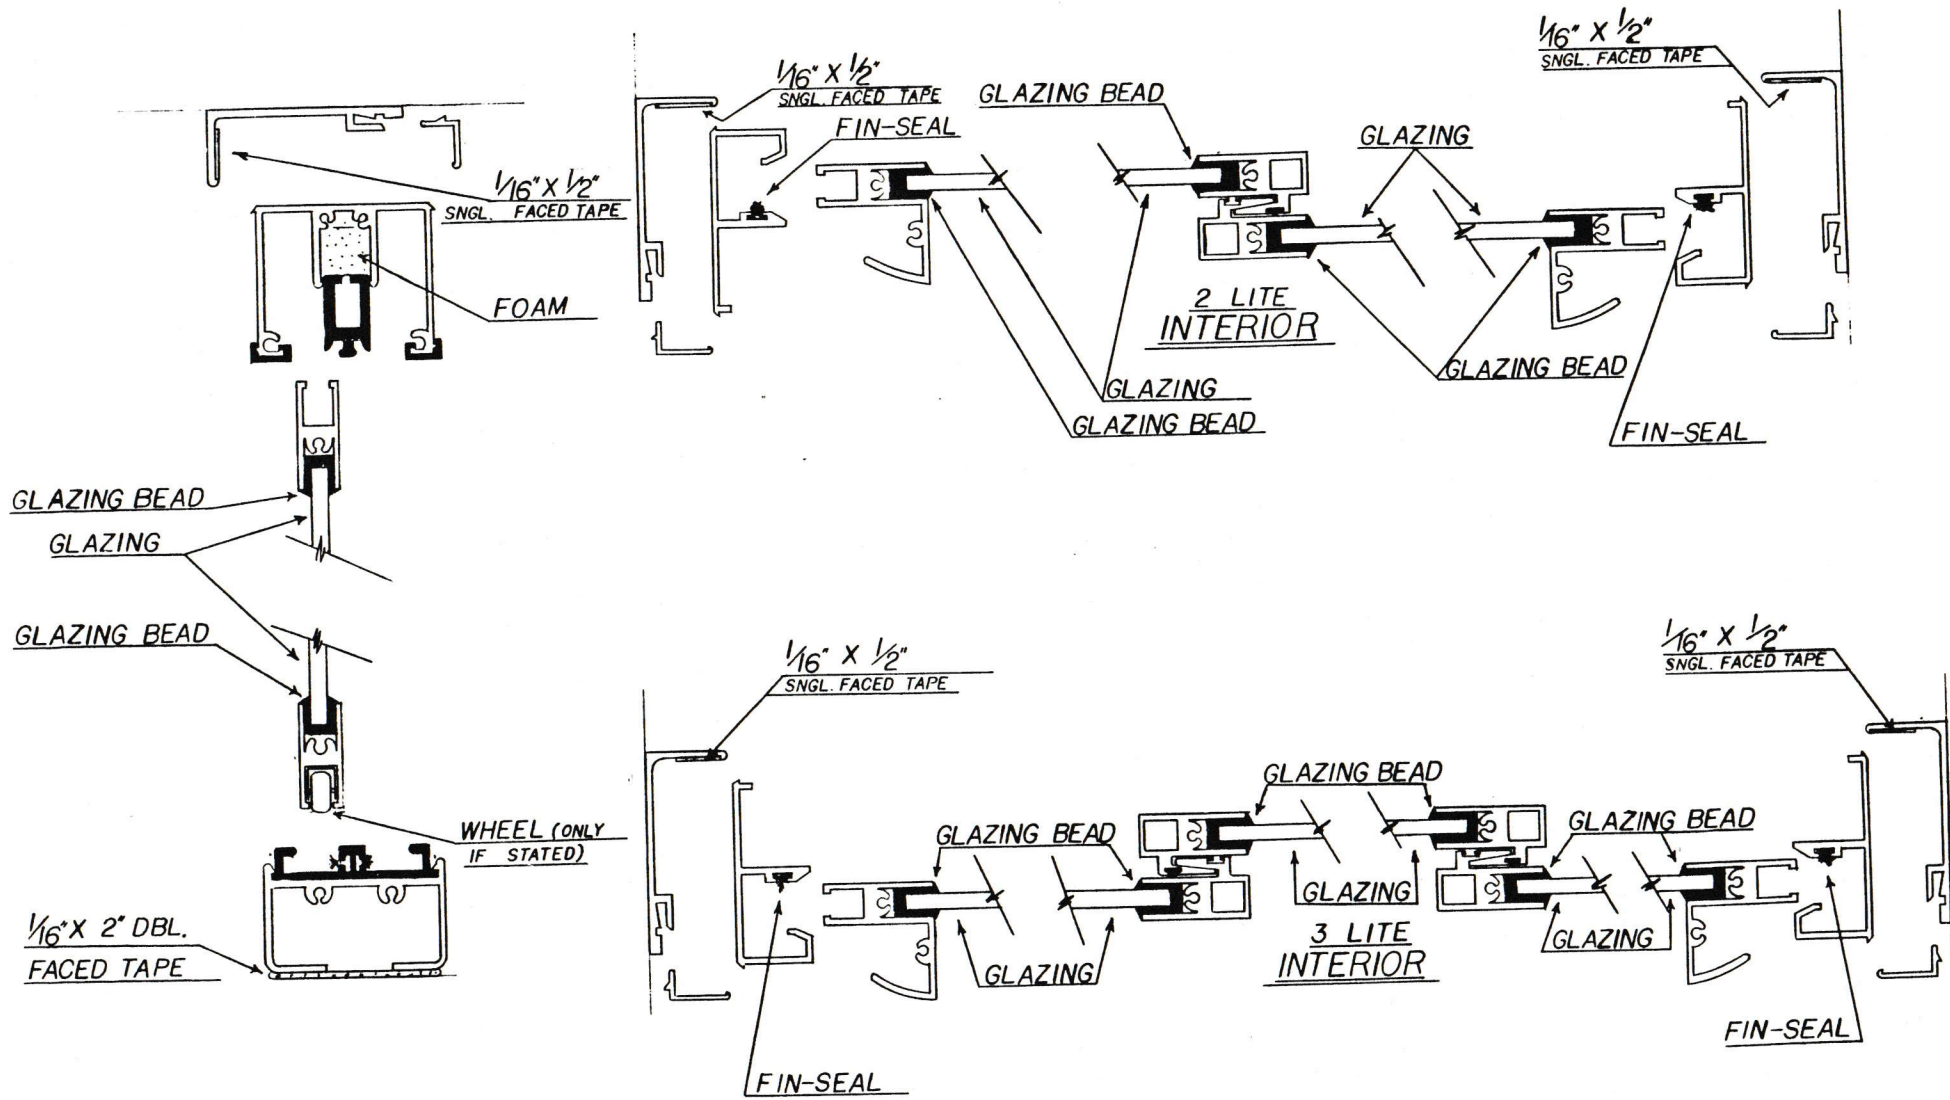 1/16" X 1/2"
SNGL. FACED TAPE
FOAM
GLAZING BEAD
GLAZING
GLAZING BEAD
WHEEL (ONLY
IF STATED)
1/16" X 2" DBL.
FACED TAPE
1/16" X 1/2"
SNGL. FACED TAPE
FIN-SEAL
GLAZING BEAD
GLAZING
1/16" X 1/2"
SNGL. FACED TAPE
2 LITE
INTERIOR
GLAZING
GLAZING BEAD
GLAZING BEAD
FIN-SEAL
1/16" X 1/2"
SNGL. FACED TAPE
GLAZING BEAD
GLAZING BEAD
GLAZING BEAD
1/16" X 1/2"
SNGL. FACED TAPE
GLAZING
GLAZING
GLAZING
3 LITE
INTERIOR
FIN-SEAL
FIN-SEAL